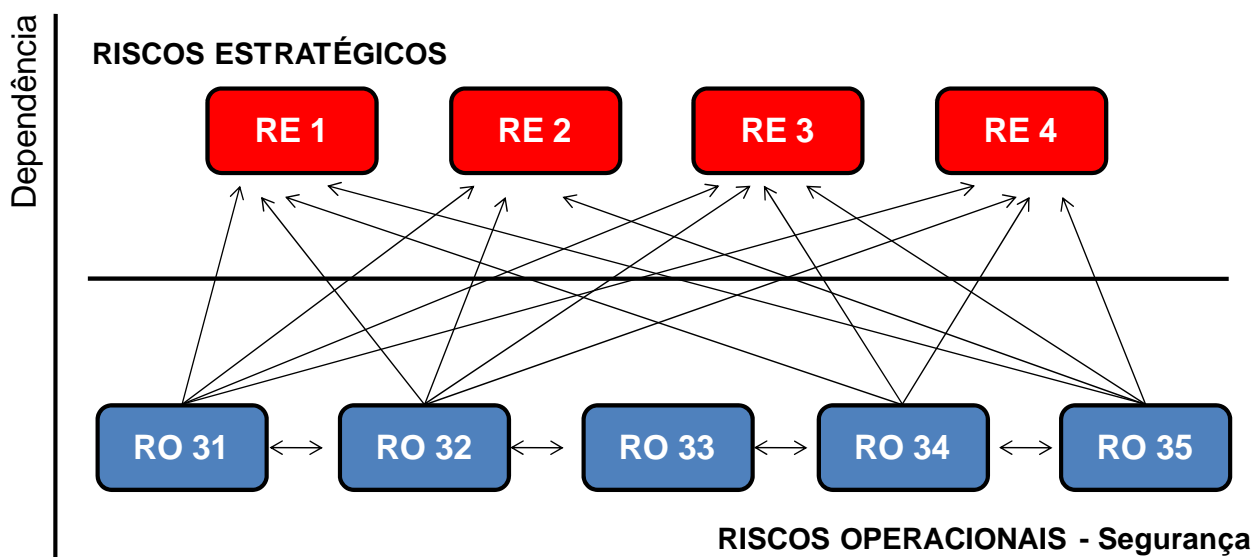 Dependência
RISCOS ESTRATÉGICOS
RE 1
RE 2
RE 3
RE 4
RO 31
RO 32
RO 33
RO 34
RO 35
RISCOS OPERACIONAIS - Segurança